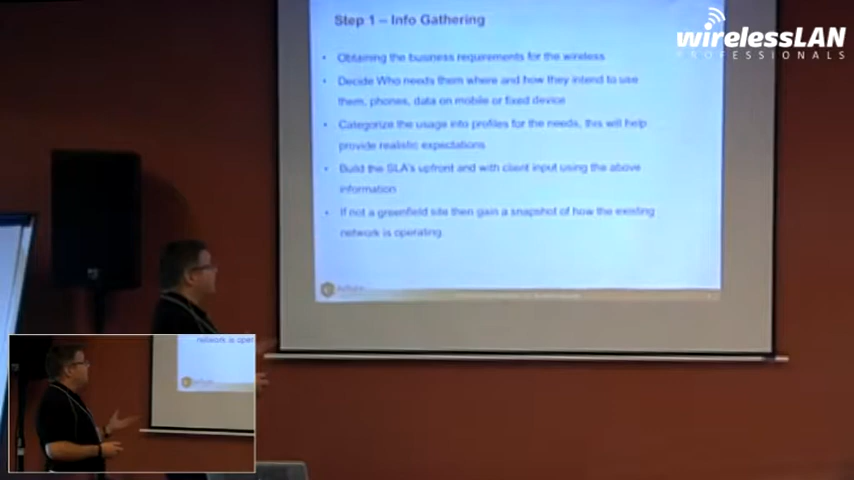 Step 1 – Info Gathering
wirelessLAN
PROFESSIONALS
• Obtaining the business requirements for the wireless
• Decide Who needs them where and how they intend to use
them, phones, data on mobile or fixed device
• Categorize the usage into profiles for the needs, this will help
provide realistic expectations
• Build the SLA's upfront and with client input using the above
information
• If not a greenfield site then gain a snapshot of how the existing
network is operating.
network is oper